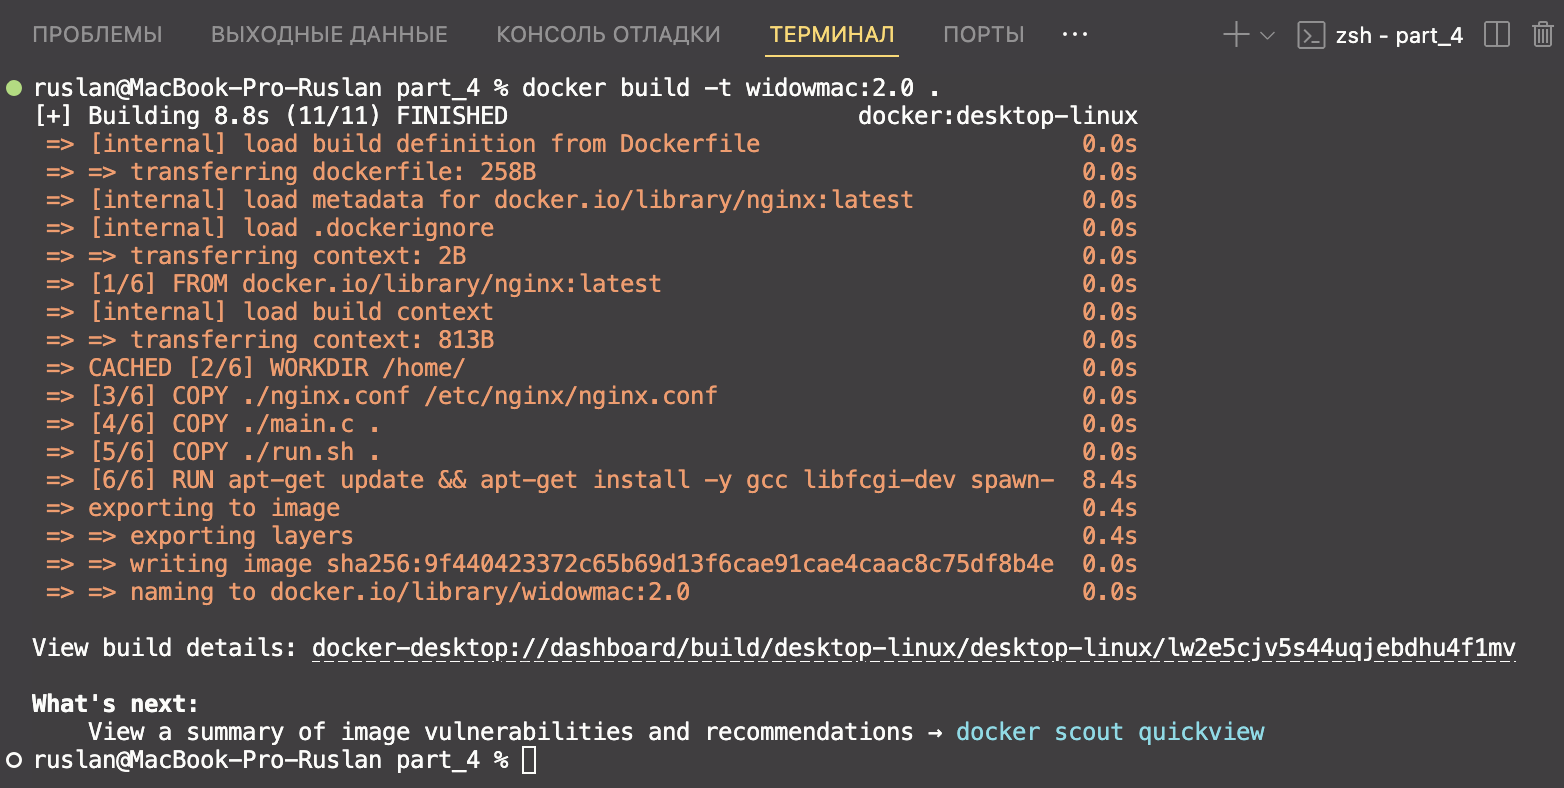 ПРОБЛЕМЫ ВЫХОДНЫЕ ДАННЫЕ КОНСОЛЬ ОТЛАДКИ ТЕРМИНАЛ ПОРТЫ ··· zsh - part_4
ruslan@MacBook-Pro-Ruslan part_4 % docker build -t widowmac:2.0 .
[+] Building 8.8s (11/11) FINISHED docker:desktop-linux
=> [internal] load build definition from Dockerfile 0.0s
=> => transferring dockerfile: 258B 0.0s
=> [internal] load metadata for docker.io/library/nginx:latest 0.0s
=> [internal] load .dockerignore 0.0s
=> => transferring context: 2B 0.0s
=> [1/6] FROM docker.io/library/nginx:latest 0.0s
=> [internal] load build context 0.0s
=> => transferring context: 813B 0.0s
=> CACHED [2/6] WORKDIR /home/ 0.0s
=> [3/6] COPY ./nginx.conf /etc/nginx/nginx.conf 0.0s
=> [4/6] COPY ./main.c . 0.0s
=> [5/6] COPY ./run.sh . 0.0s
=> [6/6] RUN apt-get update && apt-get install -y gcc libfcgi-dev spawn- 8.4s
=> exporting to image 0.4s
=> => exporting layers 0.4s
=> => writing image sha256:9f440423372c65b69d13f6cae91cae4caac8c75df8b4e 0.0s
=> => naming to docker.io/library/widowmac:2.0 0.0s
View build details: docker-desktop://dashboard/build/desktop-linux/desktop-linux/lw2e5cjv5s44uqjebdhu4f1mv
What's next:
View a summary of image vulnerabilities and recommendations → docker scout quickview
ruslan@MacBook-Pro-Ruslan part_4 %